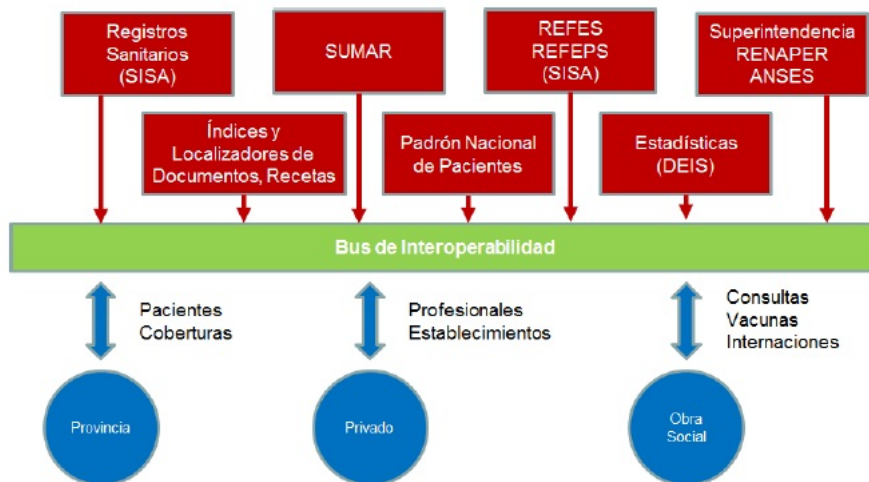 Registros
Sanitarios
(SISA)
SUMAR
REFES
REFEPS
(SISA)
Superintendencia
RENAPER
ANSES
Índices y
Localizadores de
Documentos, Recetas
Padrón Nacional
de Pacientes
Estadísticas
(DEIS)
Bus de Interoperabilidad
Pacientes
Coberturas
Profesionales
Establecimientos
Consultas
Vacunas
Internaciones
Provincia
Privado
Obra
Social